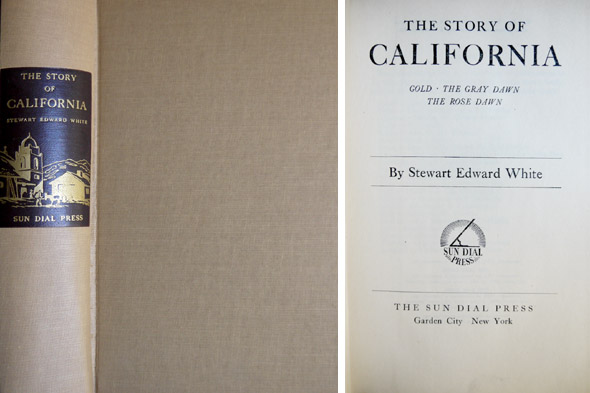 THE STORY
OF
CALIFORNIA
STEWART EDWARD WHITE
SUN DIAL PRESS
THE STORY OF
CALIFORNIA
GOLD · THE GRAY DAWN
THE ROSE DAWN
By Stewart Edward White
SUN DIAL
PRESS
THE SUN DIAL PRESS
Garden City New York